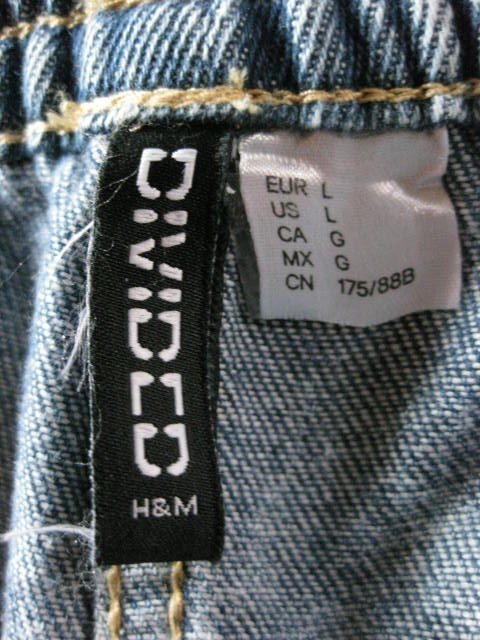 DIVIDED
H&M
EUR L
US L
CA G
MX G
CN 175/88B